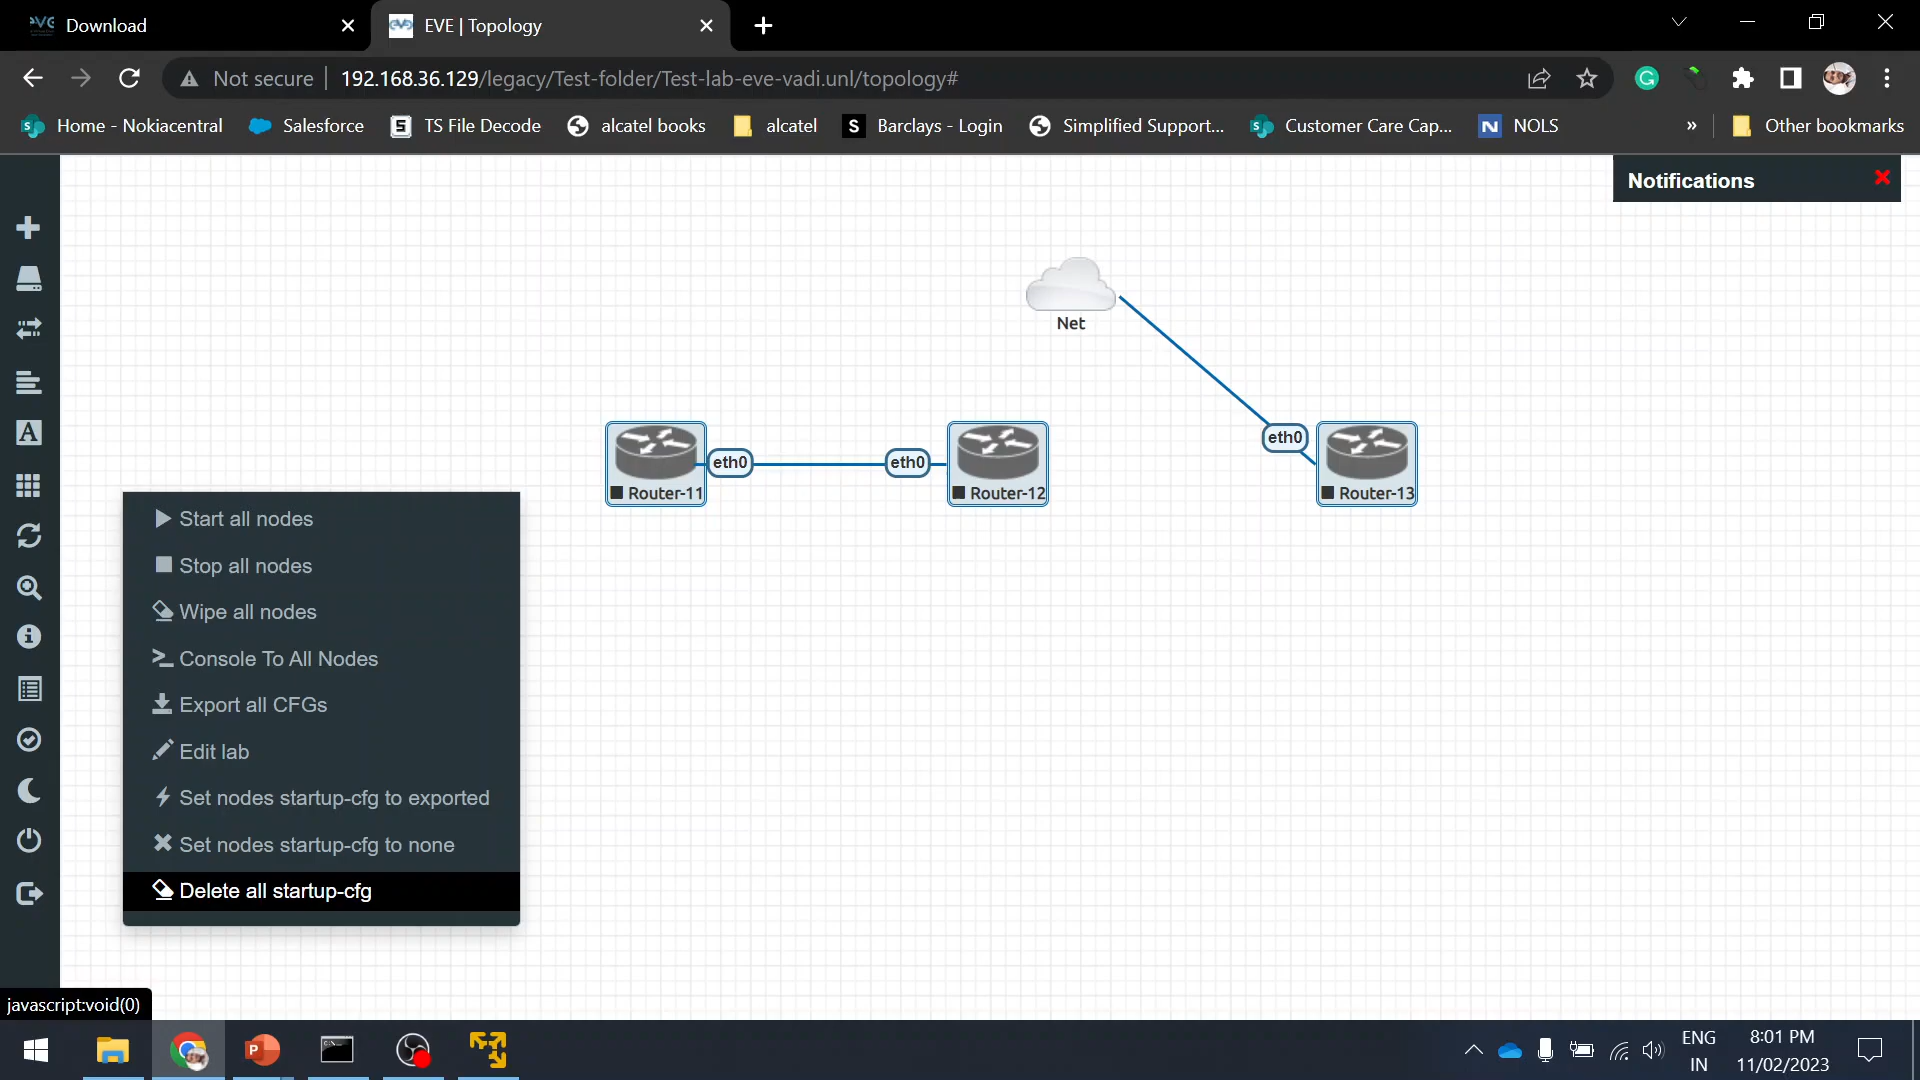 Download
EVE | Topology
Not secure
192.168.36.129/legacy/Test-folder/Test-lab-eve-vadi.unl/topology#
Home - Nokiacentral
Salesforce
TS File Decode
alcatel books
alcatel
Barclays - Login
Simplified Support...
Customer Care Cap...
NOLS
»
Other bookmarks
Notifications
Net
eth0
eth0
eth0
Router-11
Router-12
Router-13
Start all nodes
Stop all nodes
Wipe all nodes
Console To All Nodes
Export all CFGs
Edit lab
Set nodes startup-cfg to exported
Set nodes startup-cfg to none
Delete all startup-cfg
javascript:void(0)
ENG
IN
8:01 PM
11/02/2023